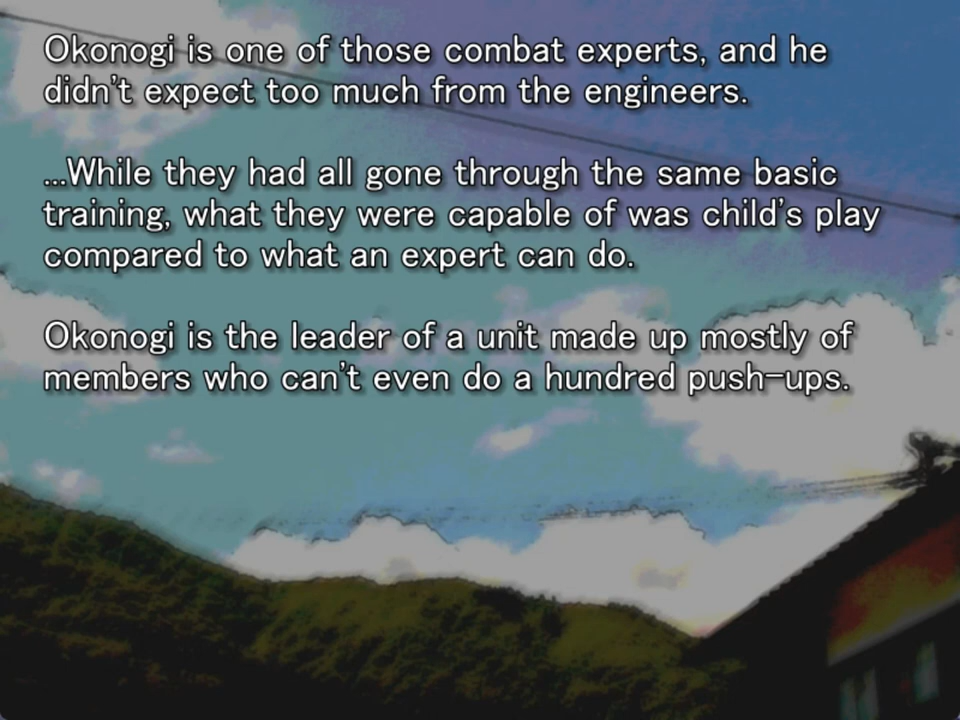 Okonogi is one of those combat experts, and he
didn't expect too much from the engineers.
...While they had all gone through the same basic
training, what they were capable of was child's play
compared to what an expert can do.
Okonogi is the leader of a unit made up mostly of
members who can't even do a hundred push-ups.